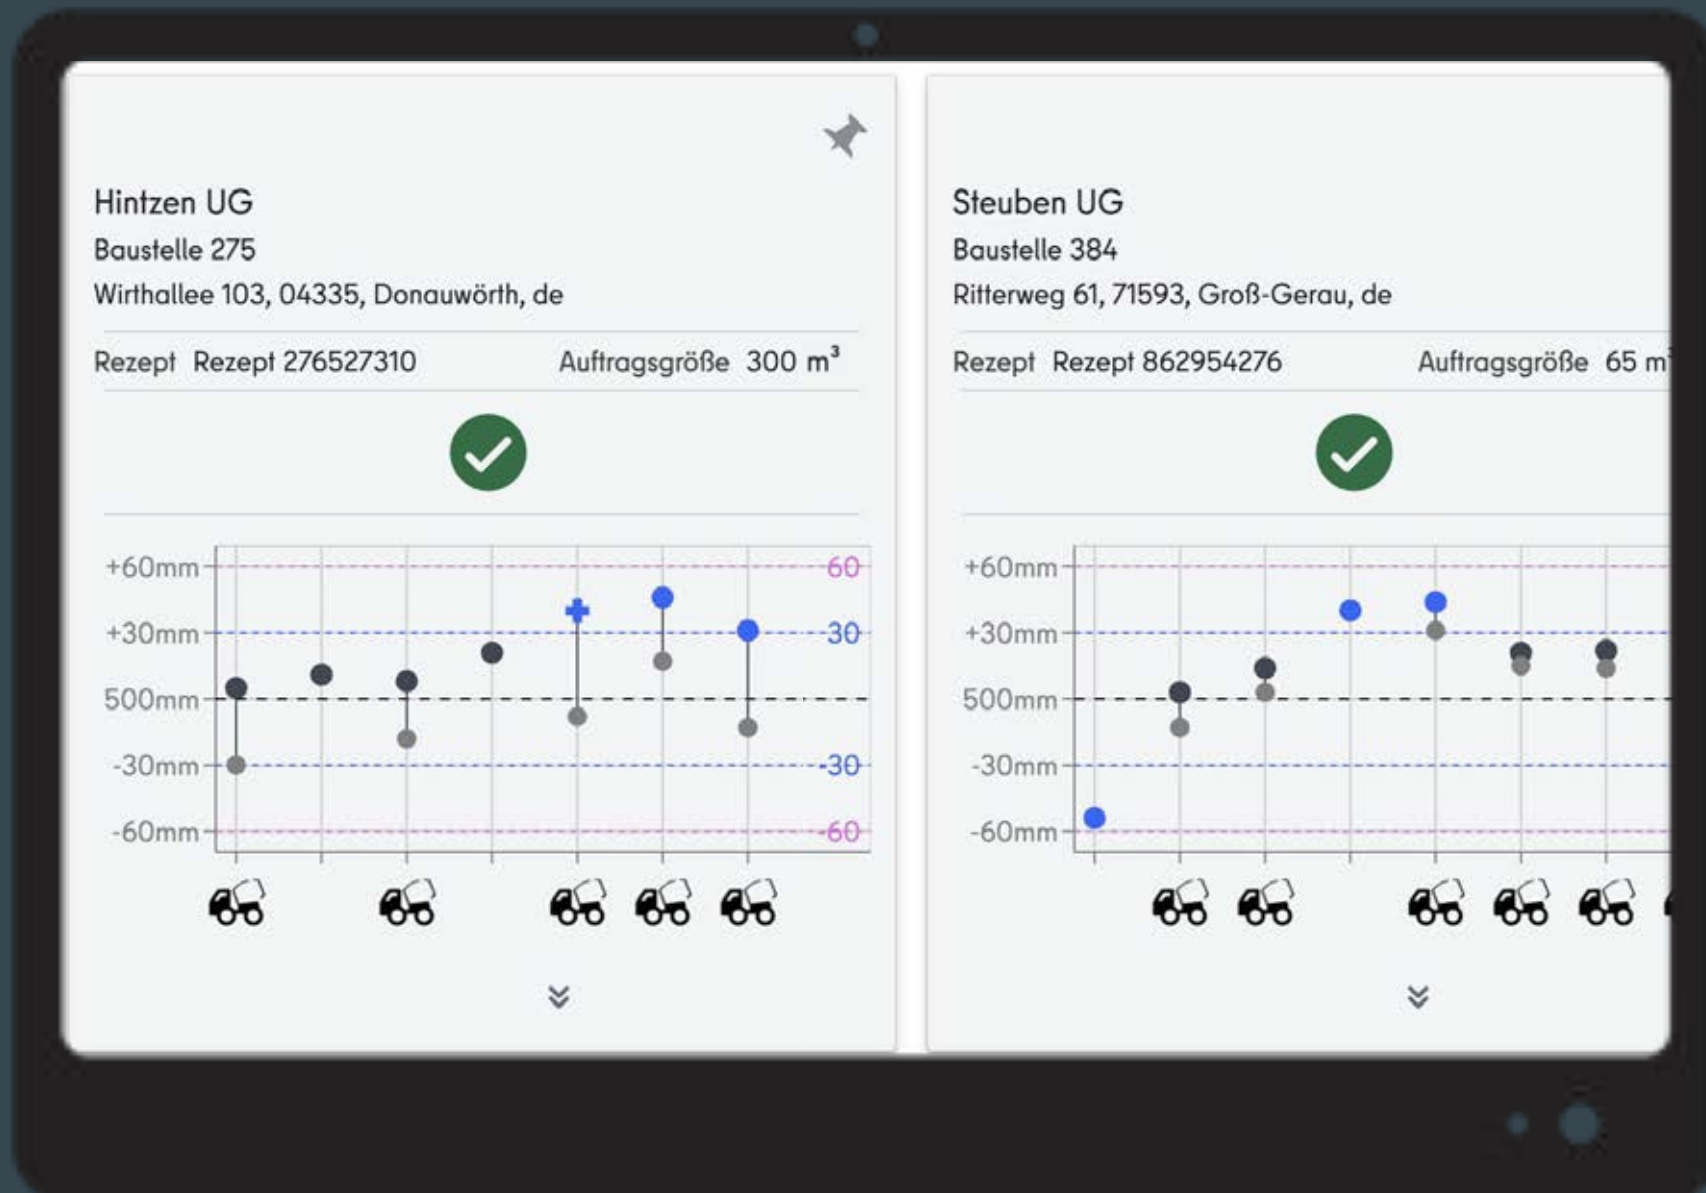 Hintzen UG
Baustelle 275
Wirthallee 103, 04335, Donauwörth, de
Rezept Rezept 276527310 Auftragsgröße 300 m³
+60mm 60
+30mm 30
500mm
-30mm -30
-60mm -60
Steuben UG
Baustelle 384
Ritterweg 61, 71593, Groß-Gerau, de
Rezept Rezept 862954276 Auftragsgröße 65 m³
+60mm
+30mm
500mm
-30mm
-60mm